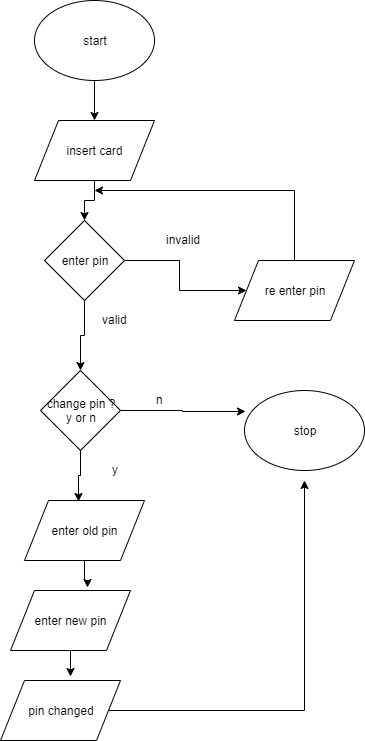 start
insert card
invalid
enter pin
re enter pin
valid
change pin ?
y or n
n
stop
y
enter old pin
enter new pin
pin changed